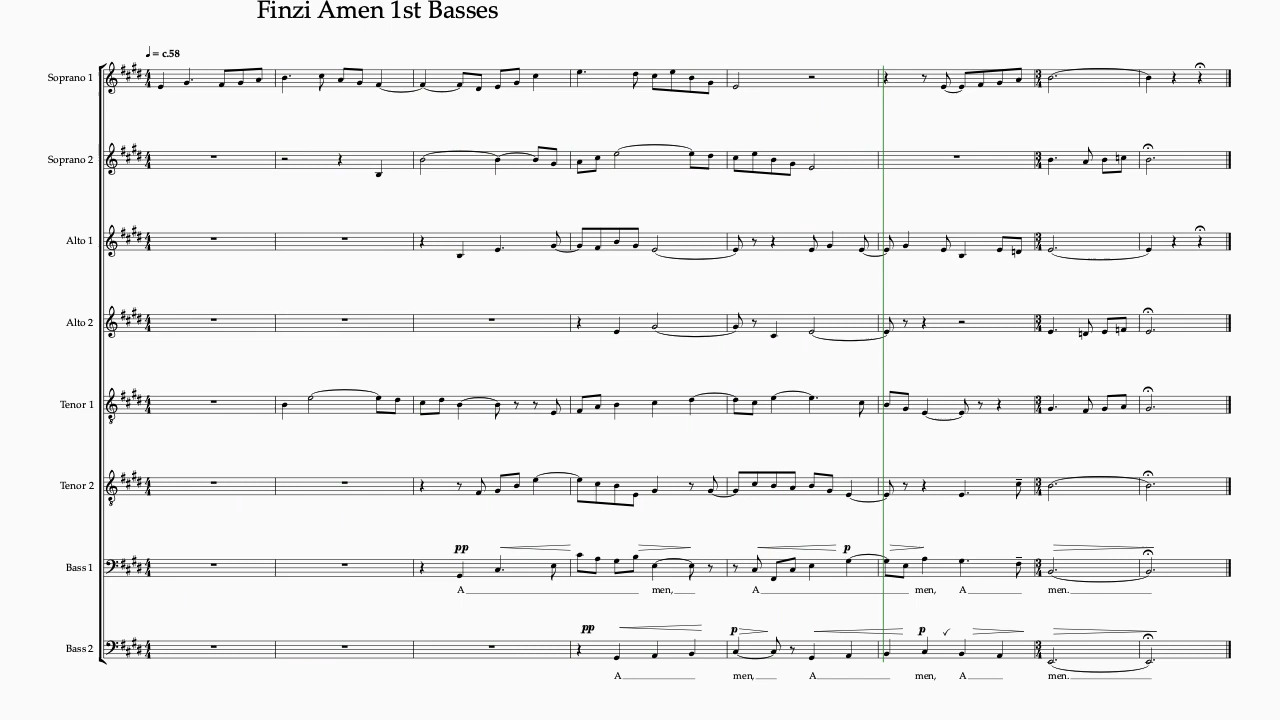 Finzi Amen 1st Basses
♩ = c.58
Soprano 1
Soprano 2
Alto 1
Alto 2
Tenor 1
Tenor 2
pp p
Bass 1
A men, A men, A men.
pp p p
Bass 2
A men, A men, A men.